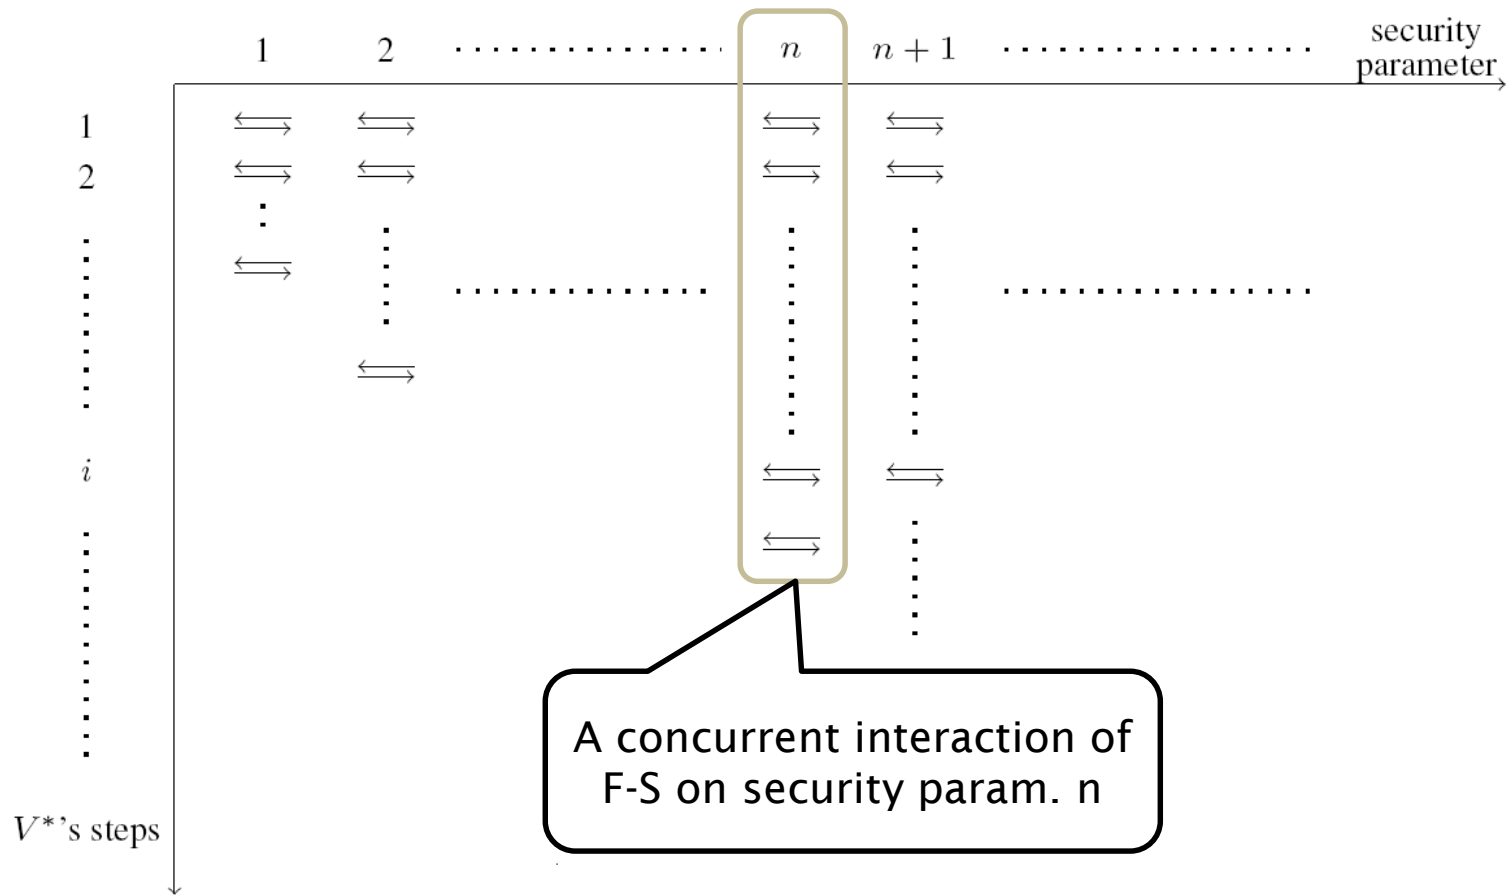 1 2 ........................ n n + 1 ........................ security
parameter
1
2
i
V*'s steps
A concurrent interaction of
F-S on security param. n